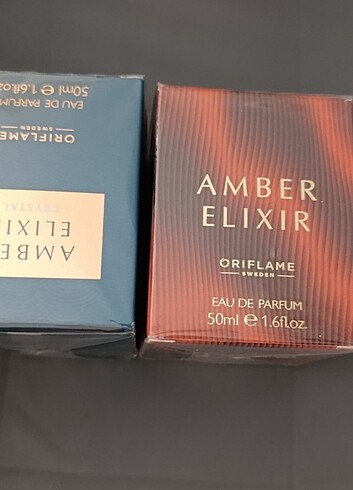 AMBE
ELIXIR
CRYSTAL
ORIFLAME
SWEDEN
EAU DE PARFUM
50ml ℮ 1.6fl.oz
AMBER
ELIXIR
ORIFLAME
SWEDEN
EAU DE PARFUM
50ml ℮ 1.6fl.oz.